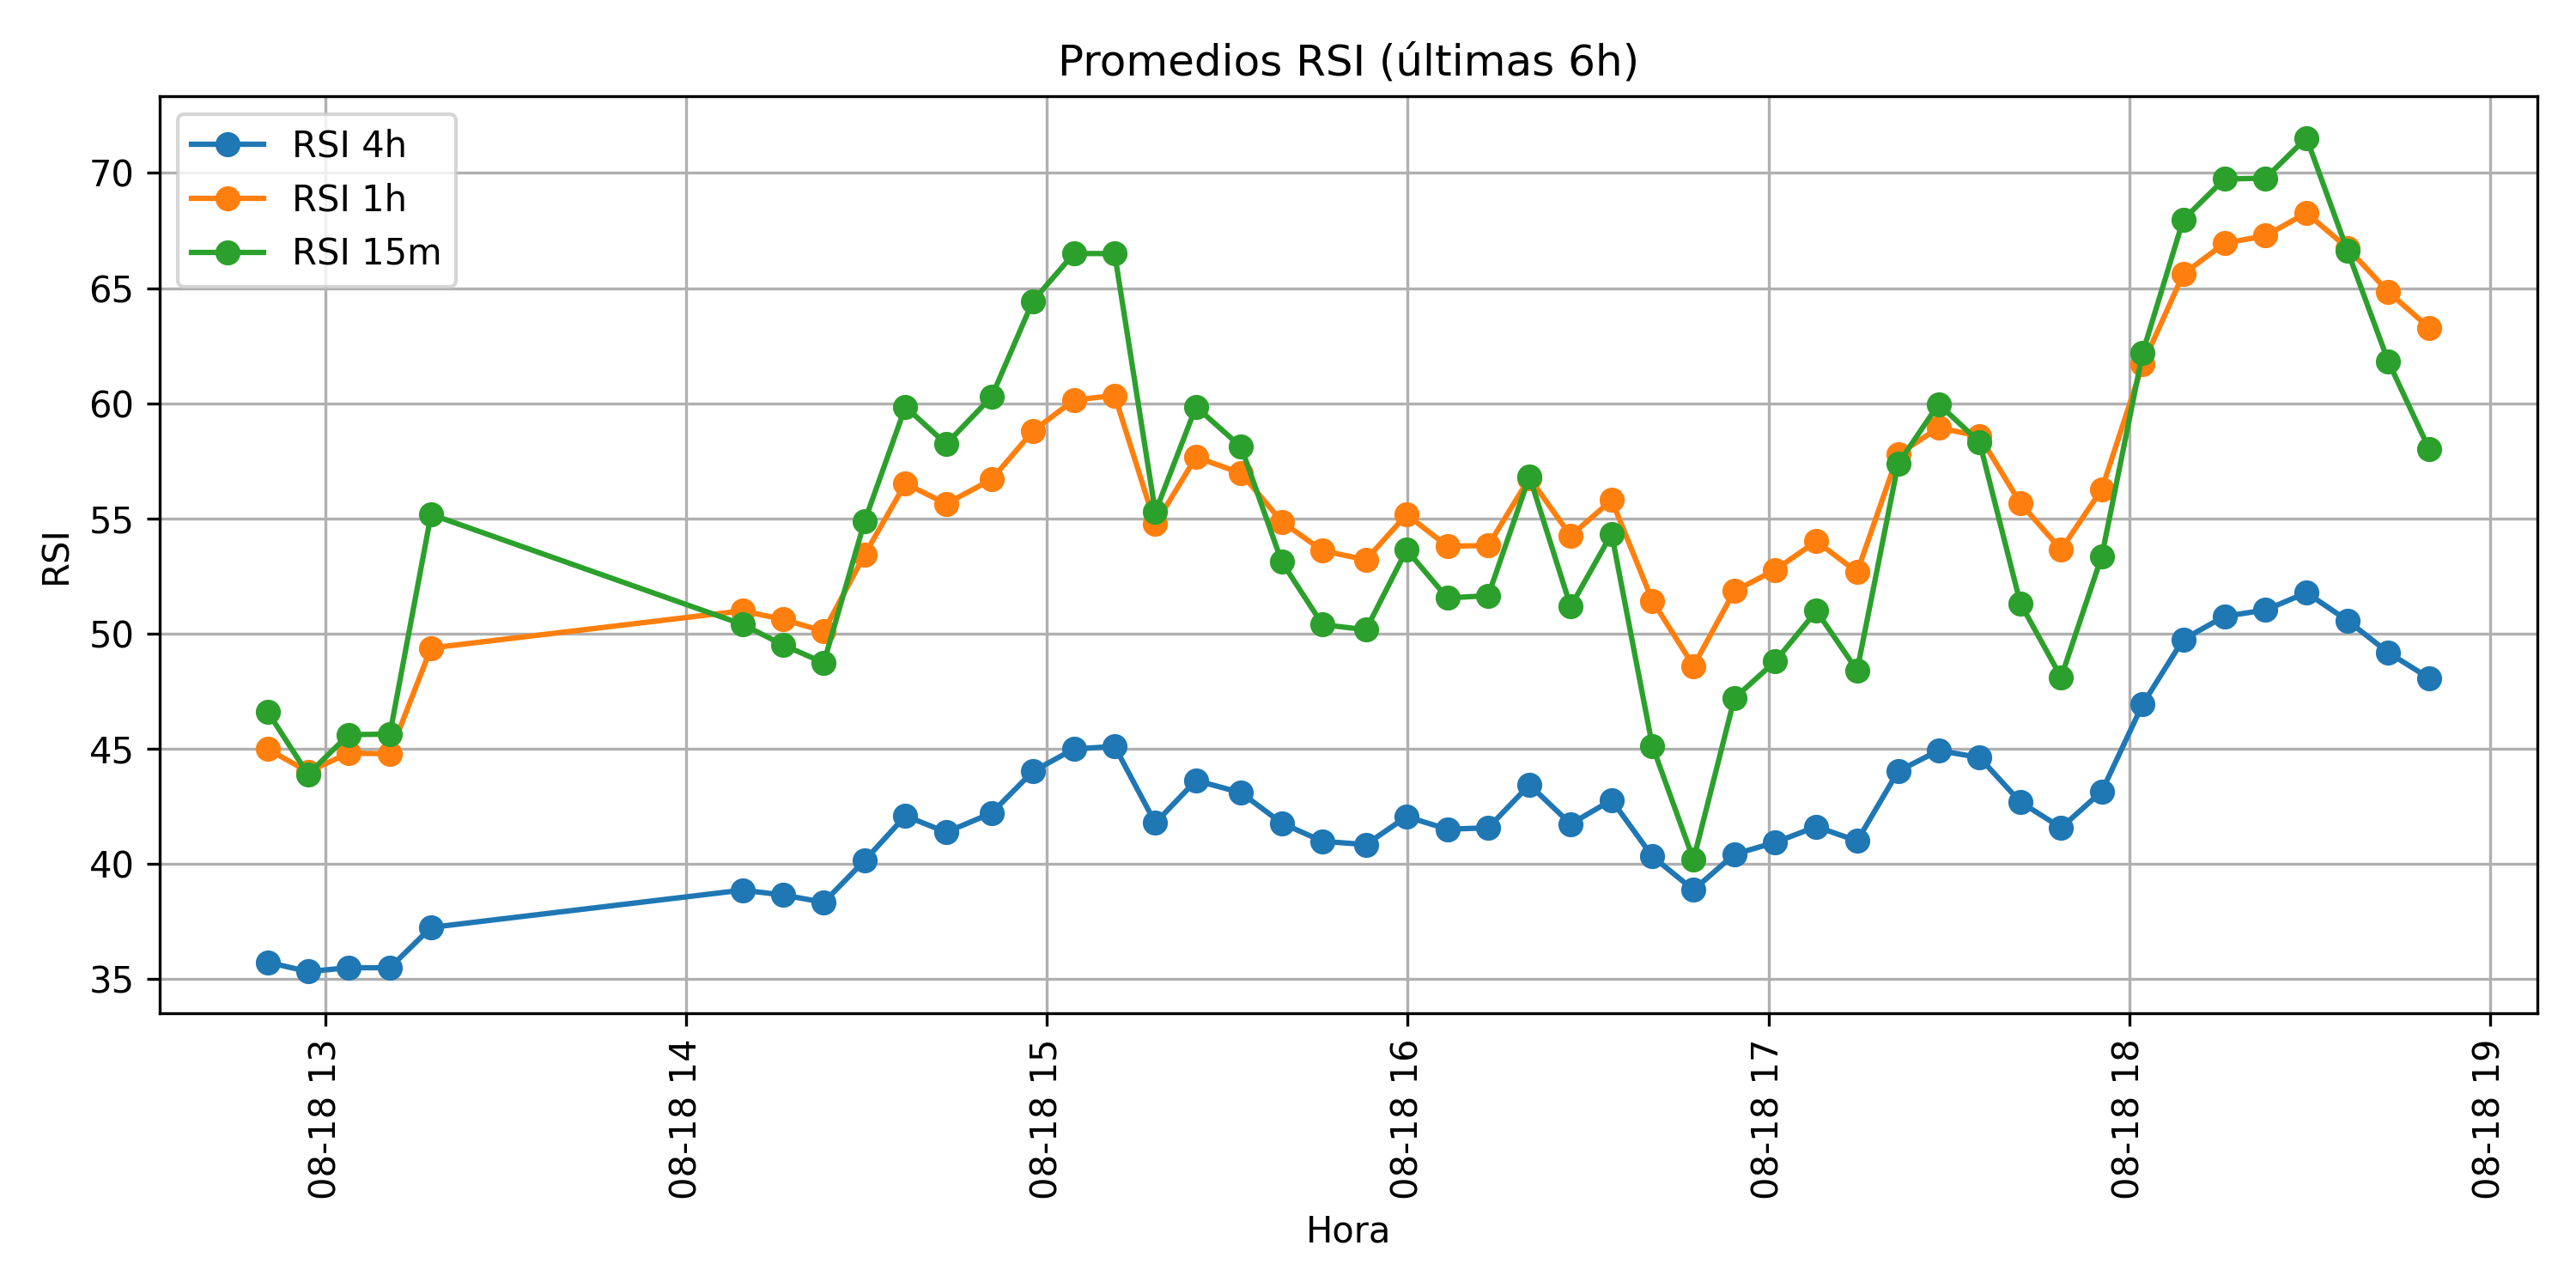 Promedios RSI (últimas 6h)
RSI 4h
RSI 1h
RSI 15m
RSI
70
65
60
55
50
45
40
35
08-18 13
08-18 14
08-18 15
08-18 16
08-18 17
08-18 18
08-18 19
Hora